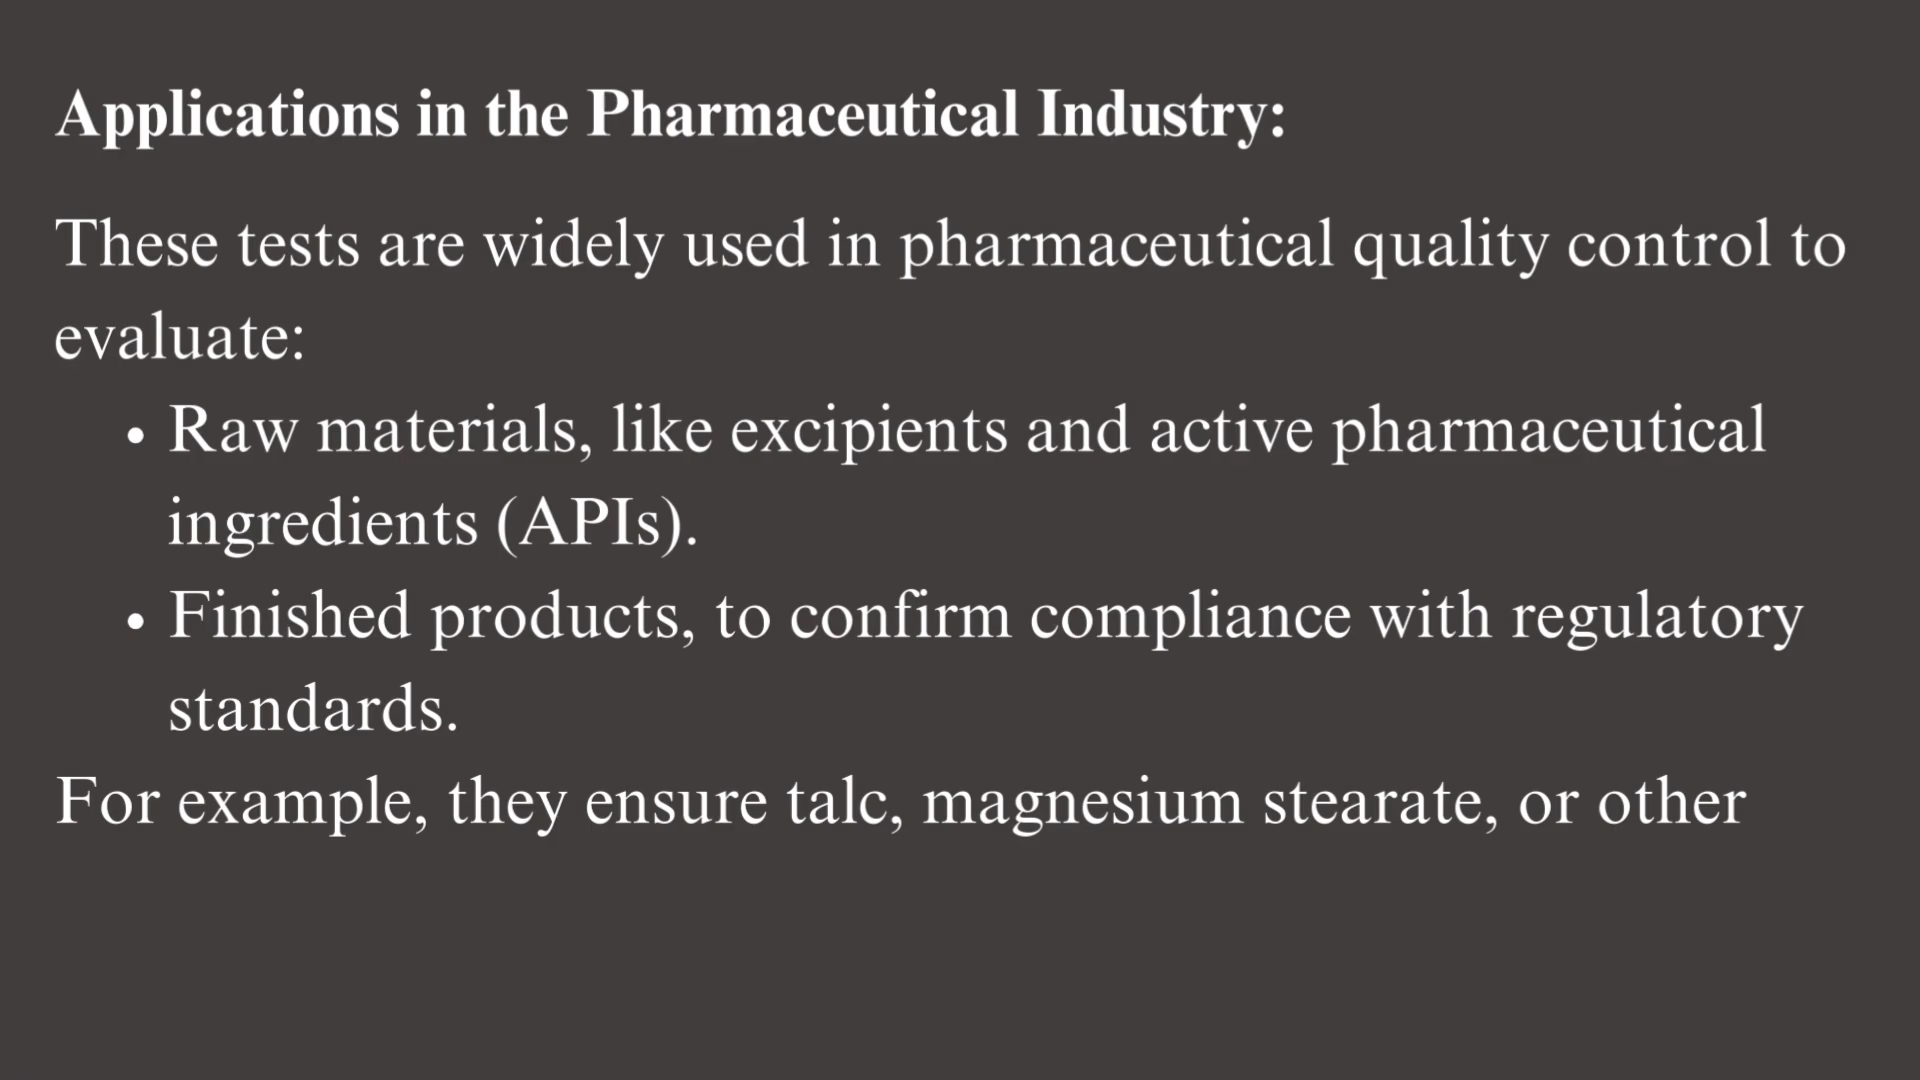 Applications in the Pharmaceutical Industry:
These tests are widely used in pharmaceutical quality control to
evaluate:
• Raw materials, like excipients and active pharmaceutical
ingredients (APIs).
• Finished products, to confirm compliance with regulatory
standards.
For example, they ensure talc, magnesium stearate, or other